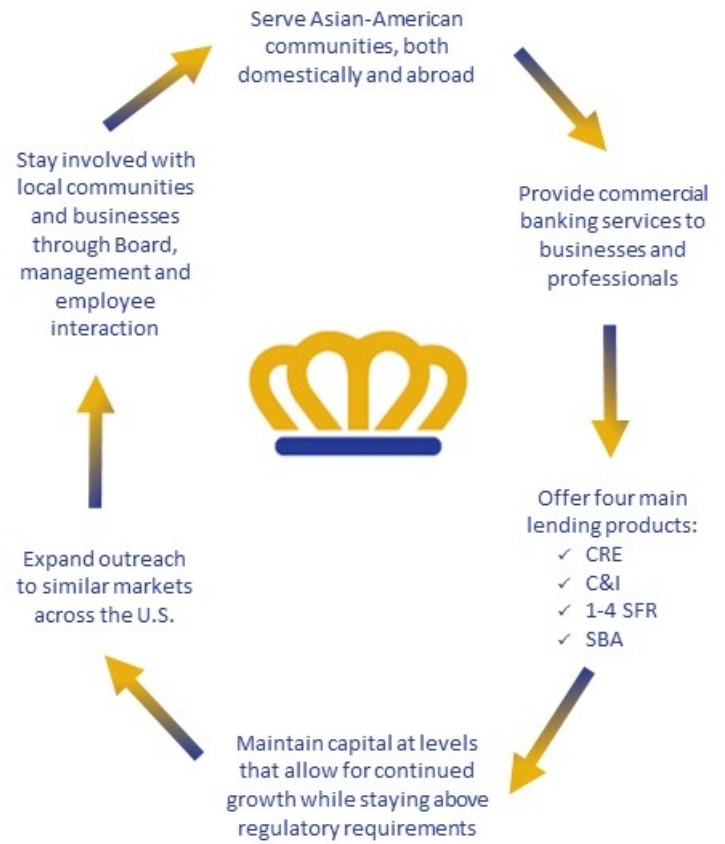 Serve Asian-American
communities, both
domestically and abroad
Provide commercial
banking services to
businesses and
professionals
Offer four main
lending products:
✓ CRE
✓ C&I
✓ 1-4 SFR
✓ SBA
Maintain capital at levels
that allow for continued
growth while staying above
regulatory requirements
Expand outreach
to similar markets
across the U.S.
Stay involved with
local communities
and businesses
through Board,
management and
employee
interaction